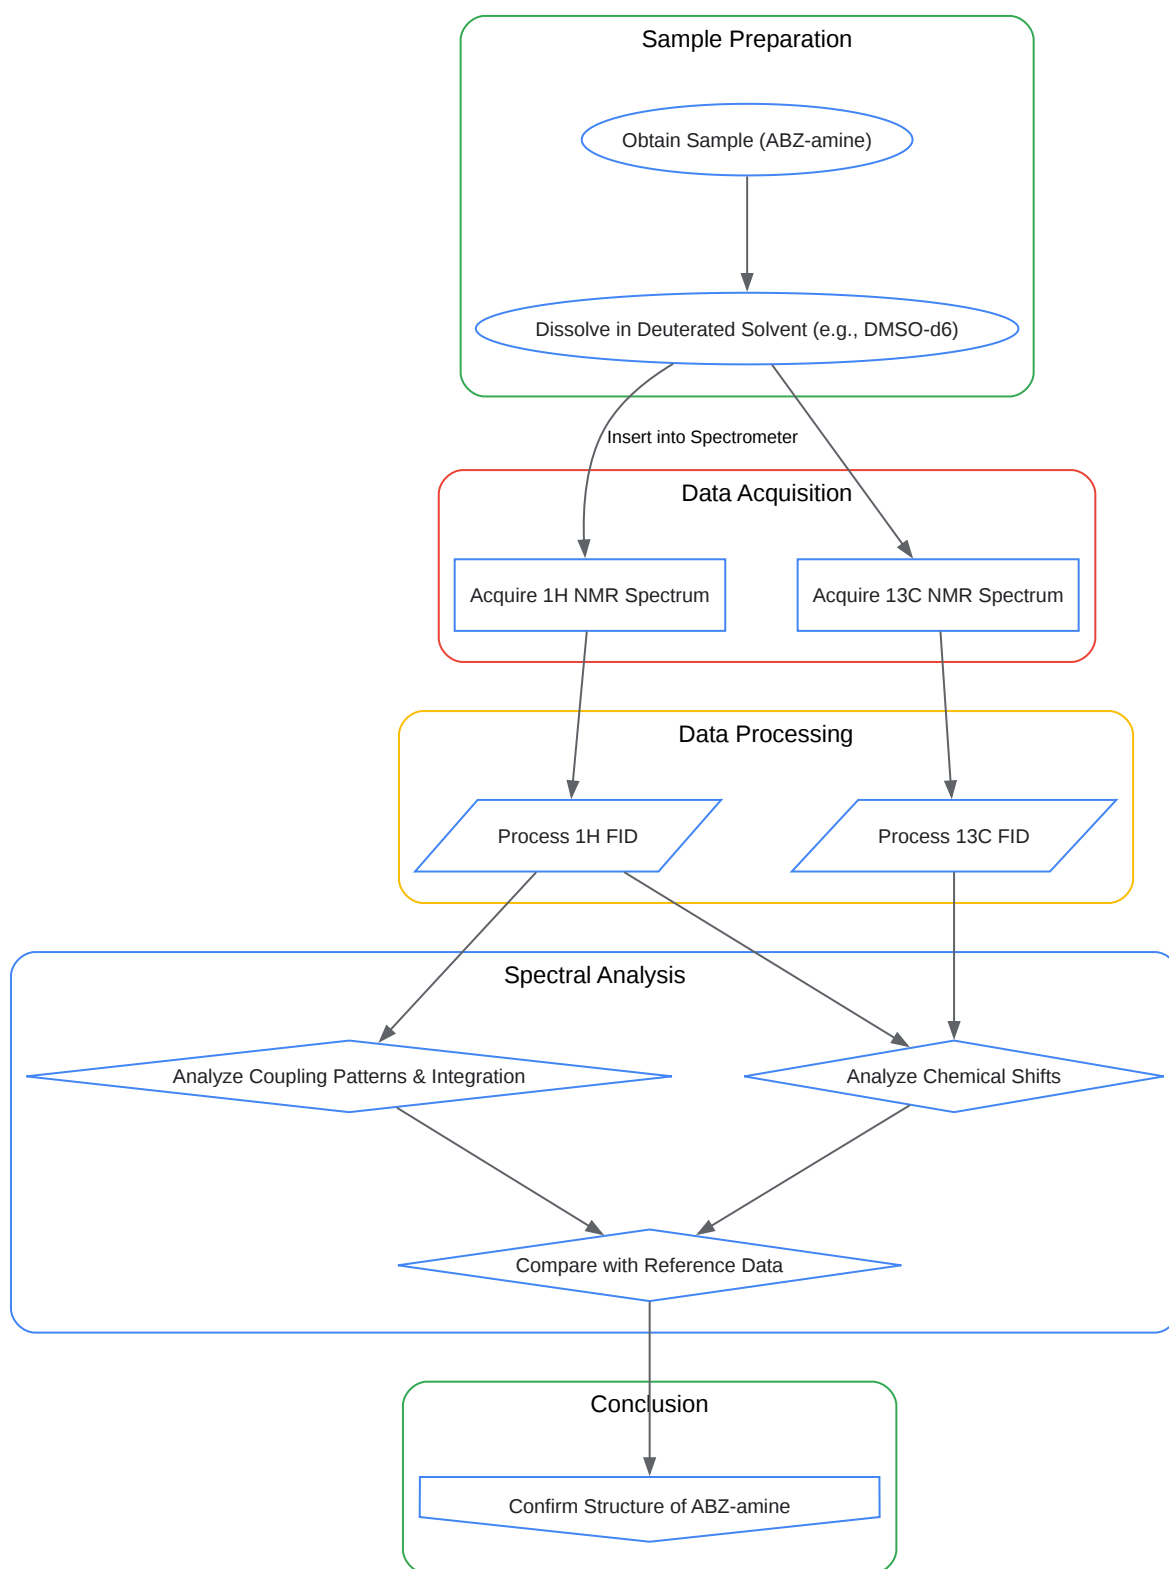 Sample Preparation
Obtain Sample (ABZ-amine)
Dissolve in Deuterated Solvent (e.g., DMSO-d6)
Insert into Spectrometer
Data Acquisition
Acquire 1H NMR Spectrum
Acquire 13C NMR Spectrum
Data Processing
Process 1H FID
Process 13C FID
Spectral Analysis
Analyze Coupling Patterns & Integration
Analyze Chemical Shifts
Compare with Reference Data
Conclusion
Confirm Structure of ABZ-amine